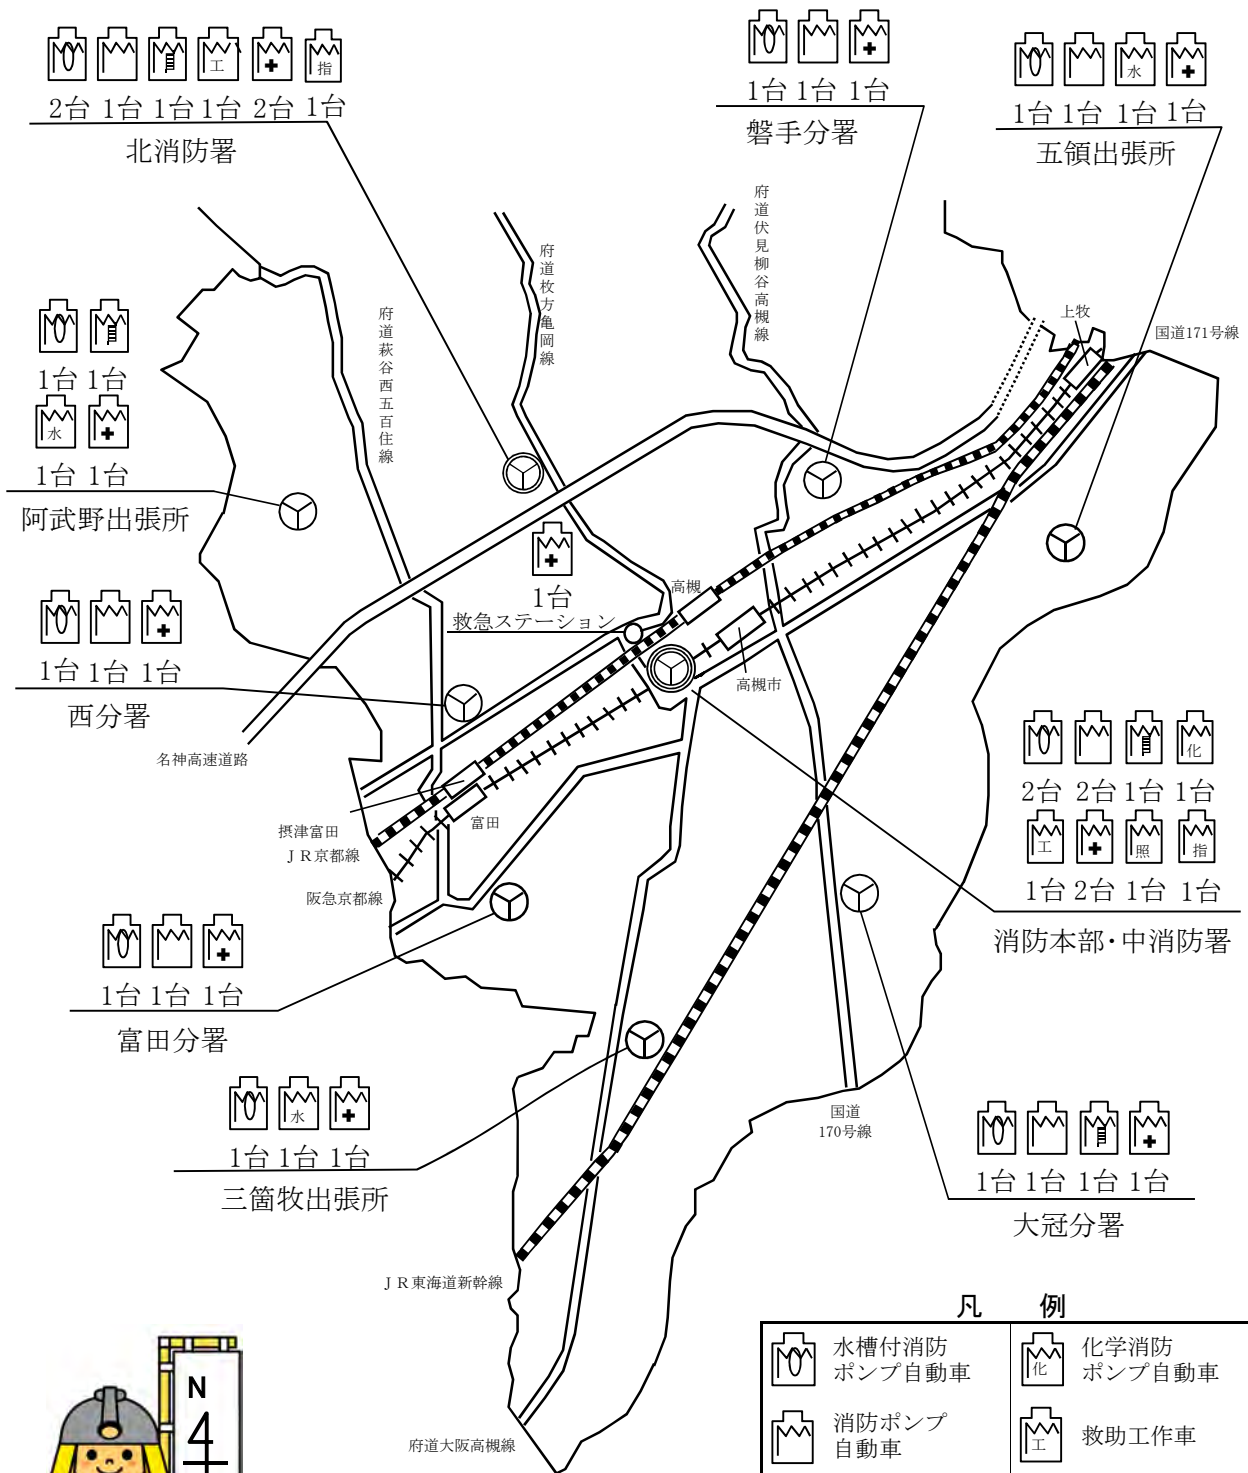 指
工
2台 1台 1台 1台 2台 1台
北消防署
1台 1台 1台
磐手分署
水
1台 1台 1台 1台
五領出張所
府道萩谷西五百住線
府道枚方亀岡線
府道伏見柳谷高槻線
上牧
国道171号線
1台 1台
水
1台 1台
阿武野出張所
1台
救急ステーション
高槻
高槻市
1台 1台 1台
西分署
名神高速道路
摂津富田
富田
JR京都線
阪急京都線
化
2台 2台 1台 1台
工 照 指
1台 2台 1台 1台
消防本部・中消防署
1台 1台 1台
富田分署
水
1台 1台 1台
三箇牧出張所
国道
170号線
1台 1台 1台 1台
大冠分署
JR東海道新幹線
府道大阪高槻線
N
凡 例
水槽付消防
ポンプ自動車
化
化学消防
ポンプ自動車
消防ポンプ
自動車
工
救助工作車